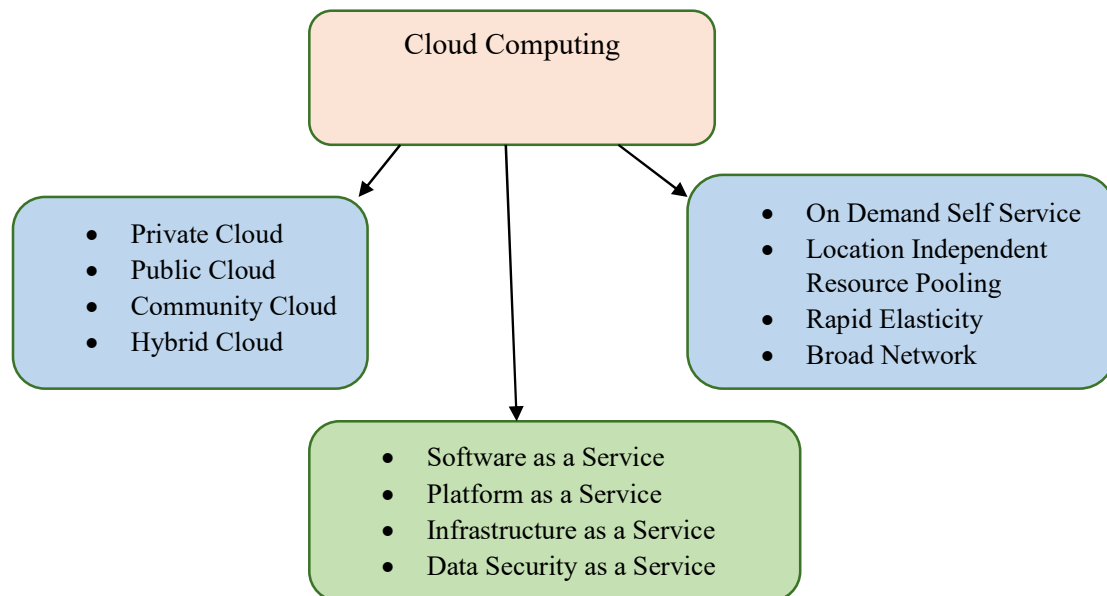 Cloud Computing
• Private Cloud
• Public Cloud
• Community Cloud
• Hybrid Cloud
• On Demand Self Service
• Location Independent
Resource Pooling
• Rapid Elasticity
• Broad Network
• Software as a Service
• Platform as a Service
• Infrastructure as a Service
• Data Security as a Service